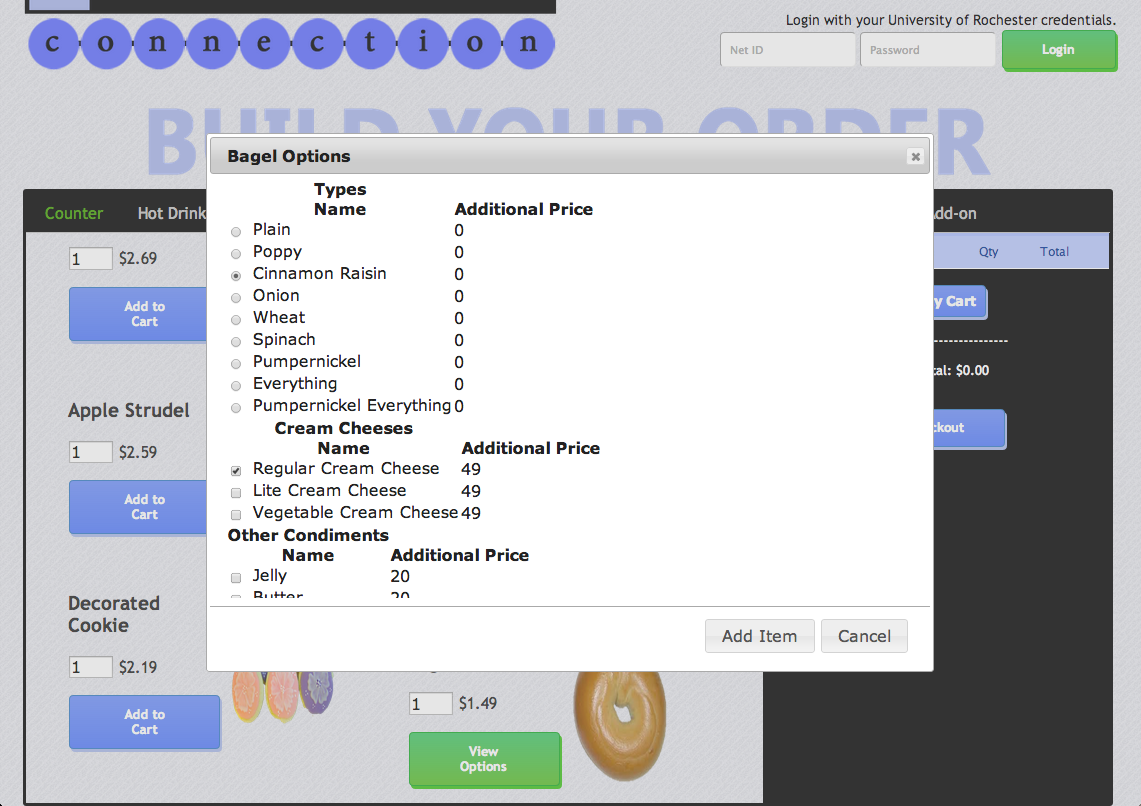 connection
Login with your University of Rochester credentials.
Net ID
Password
Login
BUILD YOUR ORDER
Bagel Options
Counter
Hot Drink
dd-on
Types
Name Additional Price
Plain 0
Poppy 0
Cinnamon Raisin 0
Onion 0
Wheat 0
Spinach 0
Pumpernickel 0
Everything 0
Pumpernickel Everything 0
Cream Cheeses
Name Additional Price
Regular Cream Cheese 49
Lite Cream Cheese 49
Vegetable Cream Cheese 49
Other Condiments
Name Additional Price
Jelly 20
Butter 20
Add Item
Cancel
1 $2.69
Add to
Cart
Apple Strudel
1 $2.59
Add to
Cart
Decorated
Cookie
1 $2.19
Add to
Cart
1 $1.49
View
Options
Qty Total
y Cart
----------------
tal: $0.00
ckout